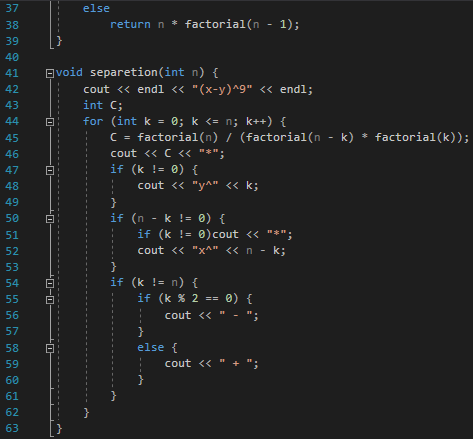 37 else
38 return n * factorial(n - 1);
39 }
40
41 void separetion(int n) {
42 cout << endl << "(x-y)^9" << endl;
43 int C;
44 for (int k = 0; k <= n; k++) {
45 C = factorial(n) / (factorial(n - k) * factorial(k));
46 cout << C << "*";
47 if (k != 0) {
48 cout << "y^" << k;
49 }
50 if (n - k != 0) {
51 if (k != 0)cout << "*";
52 cout << "x^" << n - k;
53 }
54 if (k != n) {
55 if (k % 2 == 0) {
56 cout << " - ";
57 }
58 else {
59 cout << " + ";
60 }
61 }
62 }
63 }